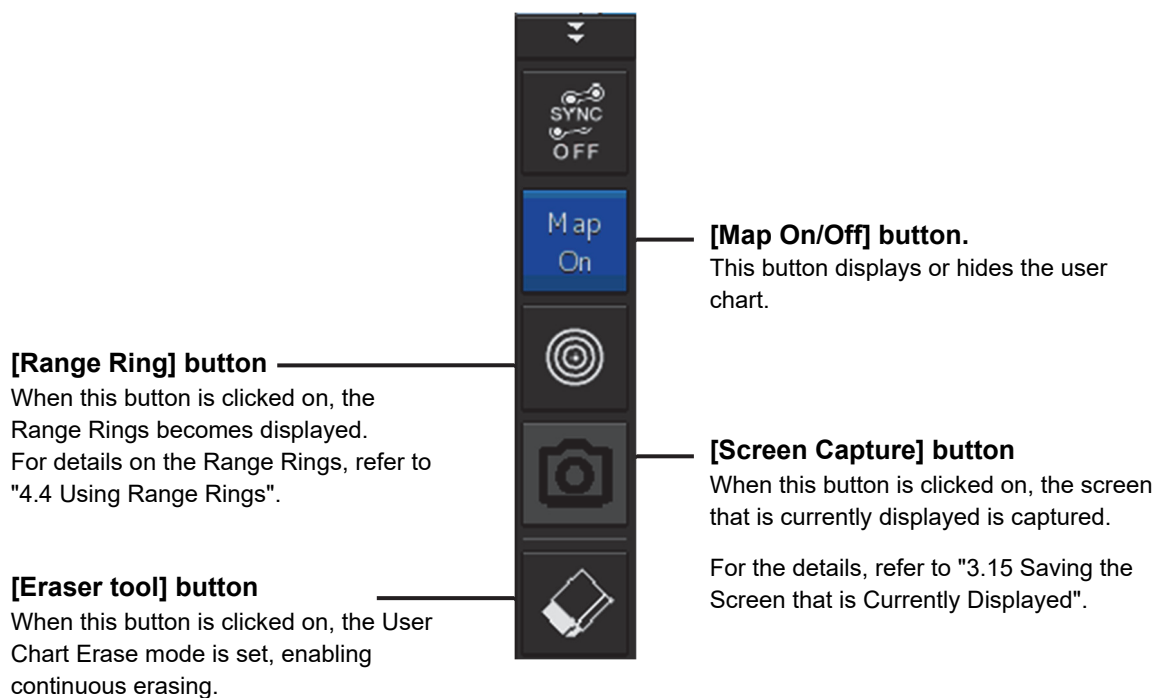 SYNC
OFF
Map
On
[Map On/Off] button.
This button displays or hides the user
chart.
[Range Ring] button
When this button is clicked on, the
Range Rings becomes displayed.
For details on the Range Rings, refer to
"4.4 Using Range Rings".
[Screen Capture] button
When this button is clicked on, the screen
that is currently displayed is captured.
For the details, refer to "3.15 Saving the
Screen that is Currently Displayed".
[Eraser tool] button
When this button is clicked on, the User
Chart Erase mode is set, enabling
continuous erasing.